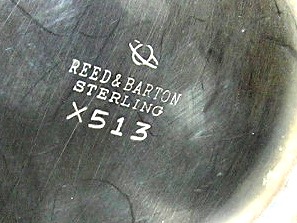 REED & BARTON
STERLING
X513